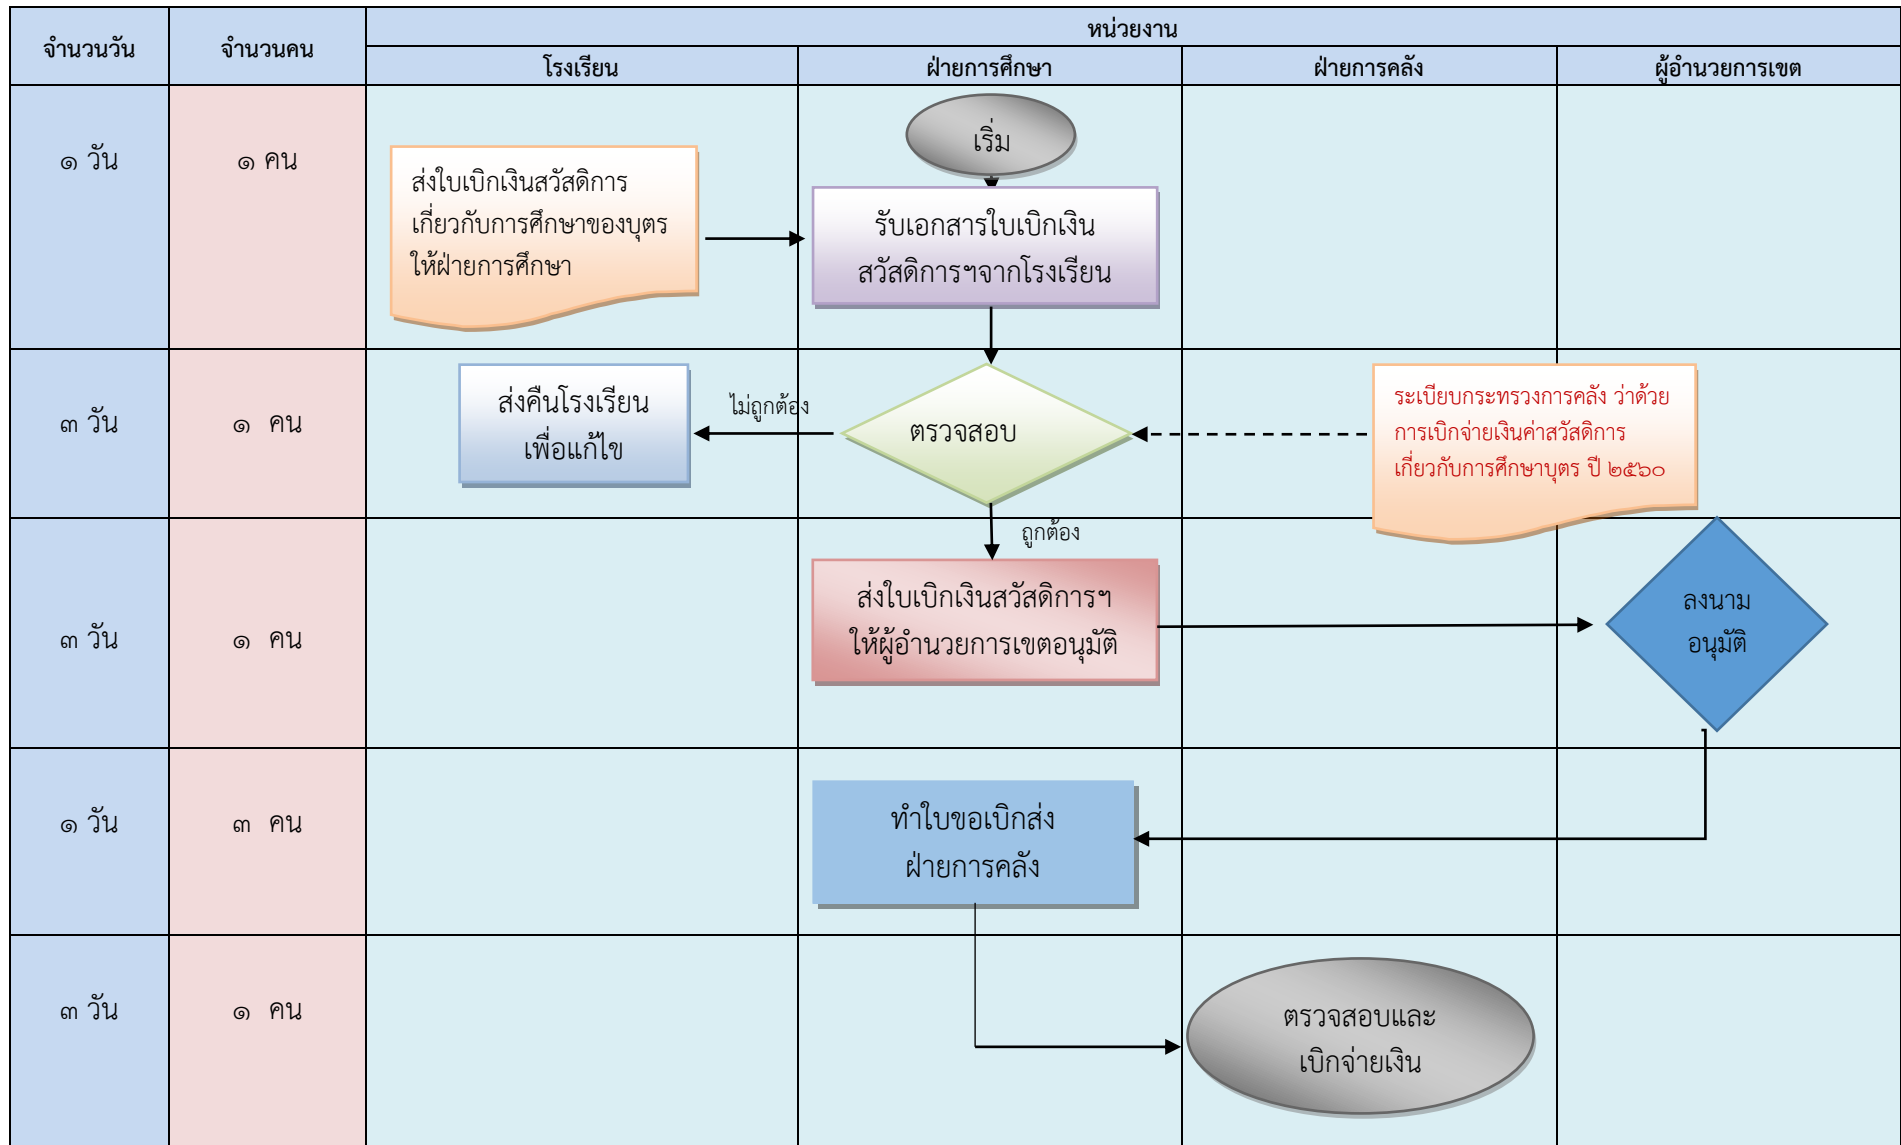 จำนวนวัน
จำนวนคน
หน่วยงาน
โรงเรียน
ฝ่ายการศึกษา
ฝ่ายการคลัง
ผู้อำนวยการเขต
๑ วัน
๑ คน
ส่งใบเบิกเงินสวัสดิการ
เกี่ยวกับการศึกษาของบุตร
ให้ฝ่ายการศึกษา
เริ่ม
รับเอกสารใบเบิกเงิน
สวัสดิการฯจากโรงเรียน
๓ วัน
๑ คน
ส่งคืนโรงเรียน
เพื่อแก้ไข
ไม่ถูกต้อง
ตรวจสอบ
ระเบียบกระทรวงการคลัง ว่าด้วย
การเบิกจ่ายเงินค่าสวัสดิการ
เกี่ยวกับการศึกษาบุตร ปี ๒๕๖๐
ถูกต้อง
๓ วัน
๑ คน
ส่งใบเบิกเงินสวัสดิการฯ
ให้ผู้อำนวยการเขตอนุมัติ
ลงนาม
อนุมัติ
๑ วัน
๓ คน
ทำใบขอเบิกส่ง
ฝ่ายการคลัง
๓ วัน
๑ คน
ตรวจสอบและ
เบิกจ่ายเงิน